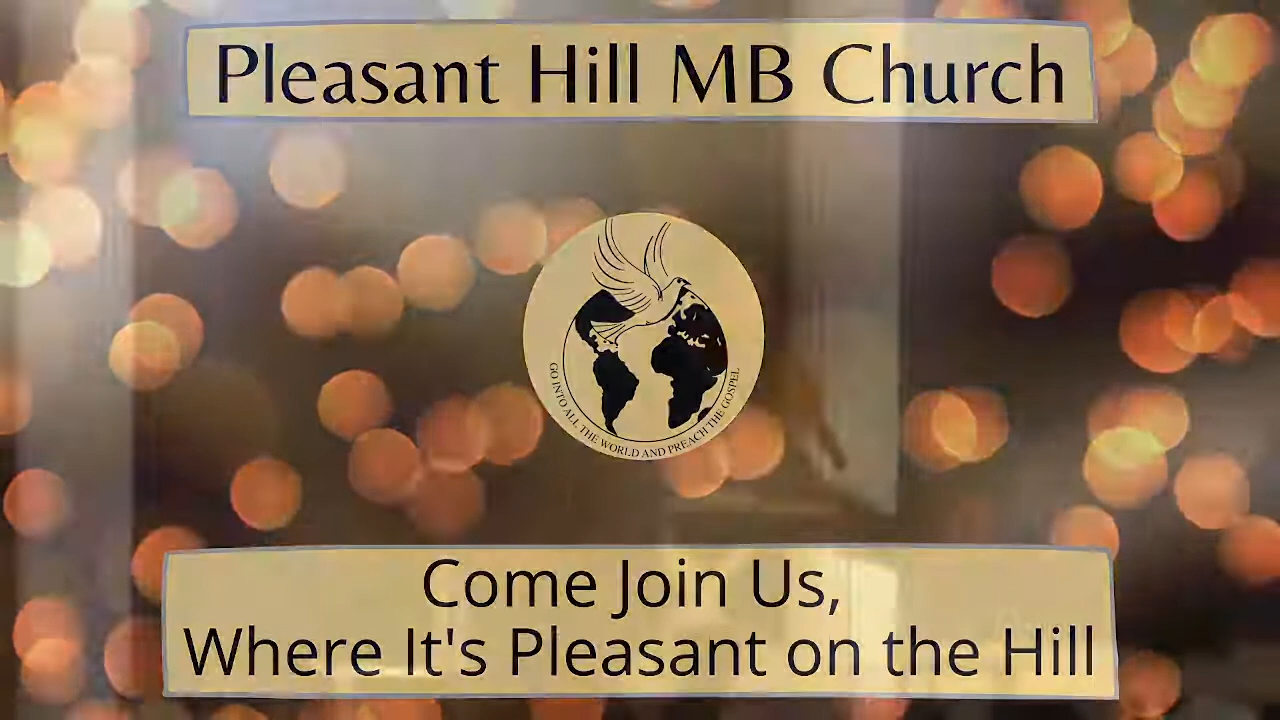 Pleasant Hill MB Church
GO INTO ALL THE WORLD AND PREACH THE GOSPEL
Come Join Us,
Where It's Pleasant on the Hill